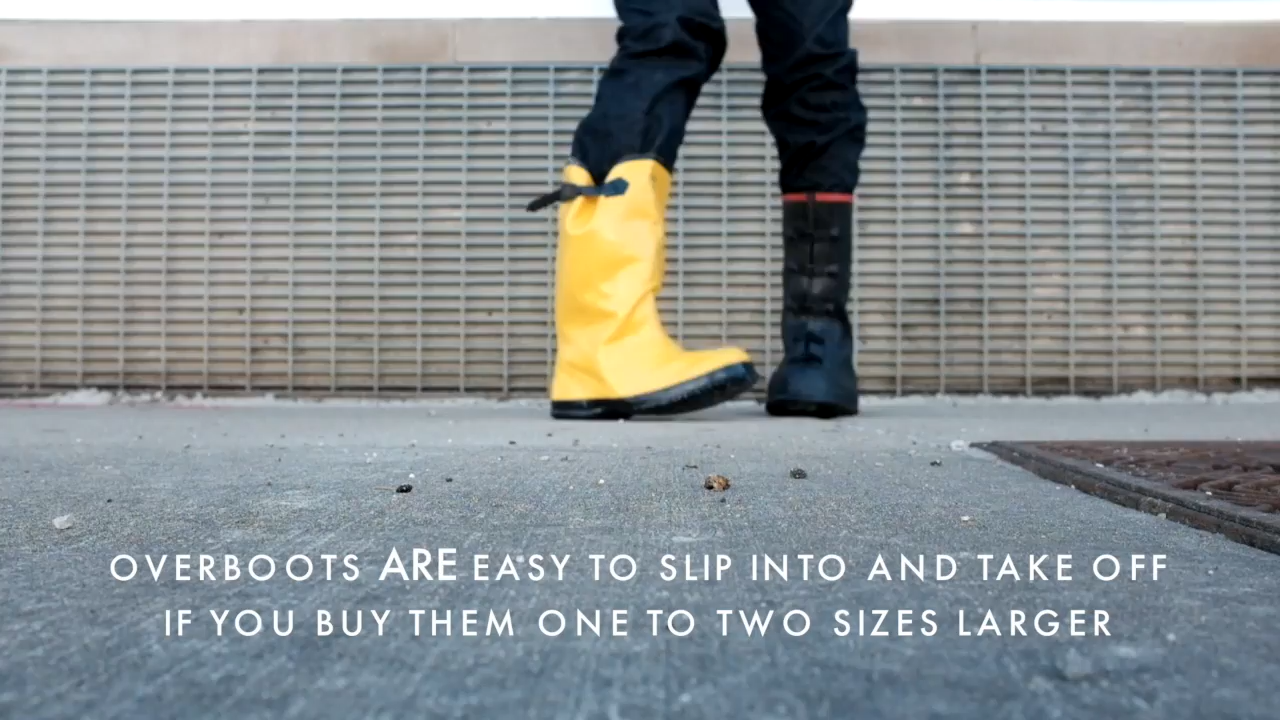 OVERBOOTS ARE EASY TO SLIP INTO AND TAKE OFF
IF YOU BUY THEM ONE TO TWO SIZES LARGER